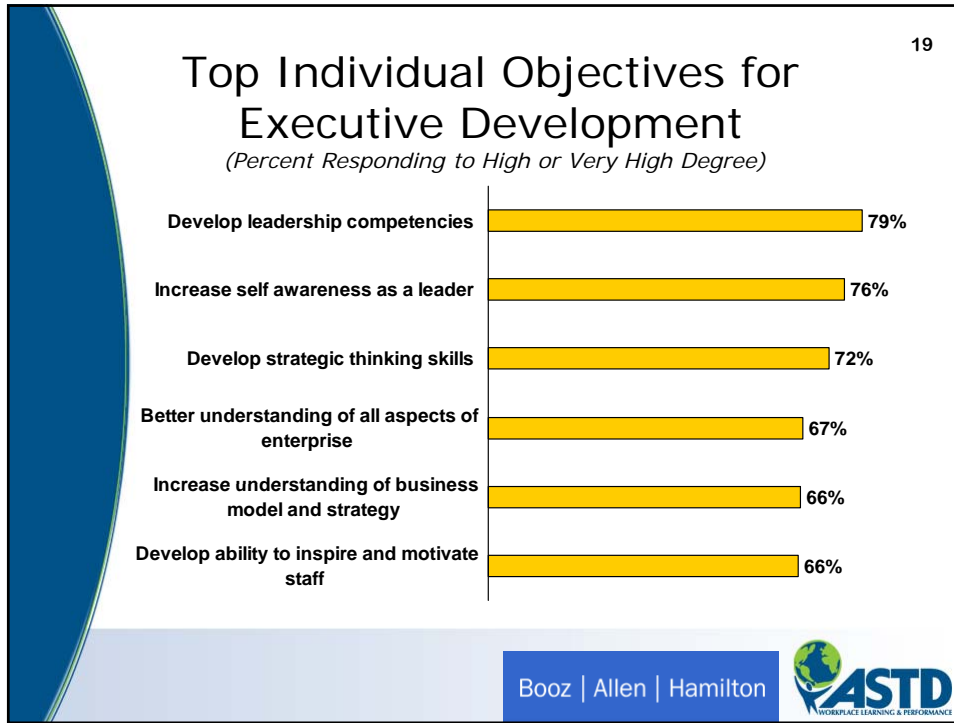 19
Top Individual Objectives for
Executive Development
(Percent Responding to High or Very High Degree)
Develop leadership competencies
79%
Increase self awareness as a leader
76%
Develop strategic thinking skills
72%
Better understanding of all aspects of
enterprise
67%
Increase understanding of business
model and strategy
66%
Develop ability to inspire and motivate
staff
66%
Booz | Allen | Hamilton
ASTD
WORKPLACE LEARNING & PERFORMANCE